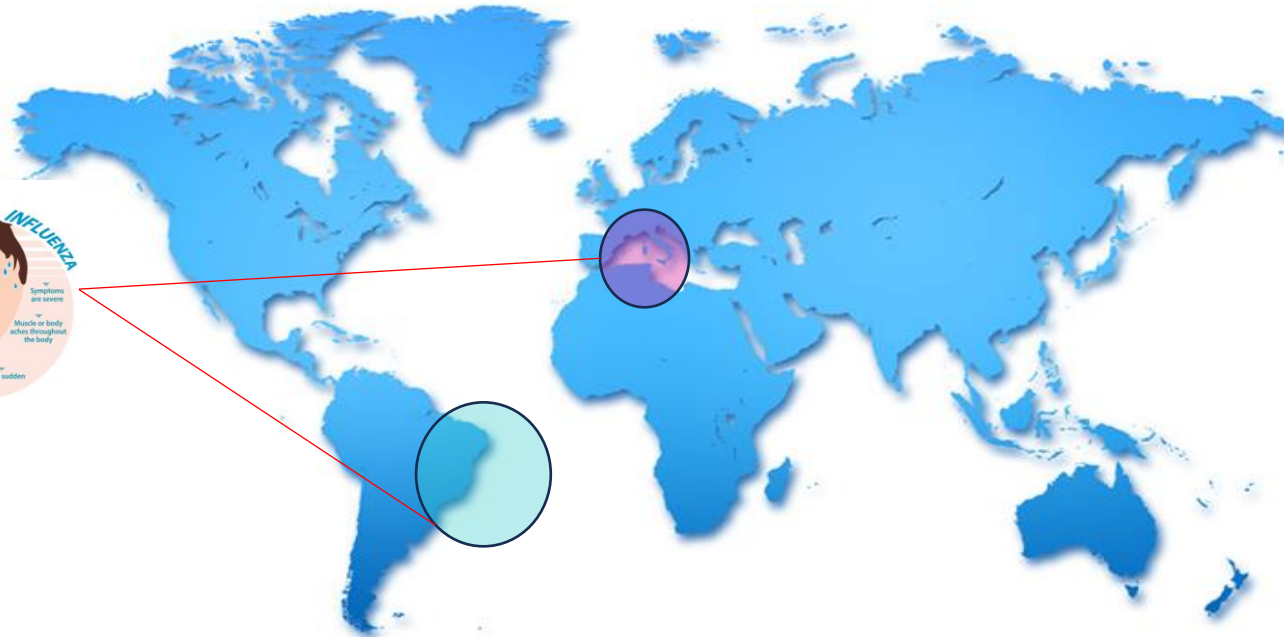 INFLUENZA
Symptoms
are severe
Muscle or body
aches throughout
the body
sudden